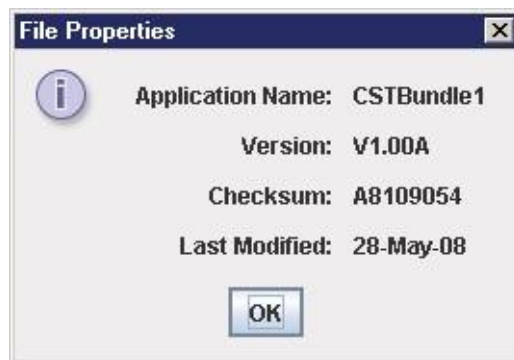 File Properties
Application Name: CSTBundle1
Version: V1.00A
Checksum: A8109054
Last Modified: 28-May-08
OK